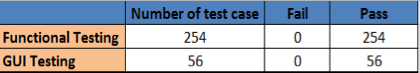 Number of test case Fail Pass
Functional Testing 254 0 254
GUI Testing 56 0 56